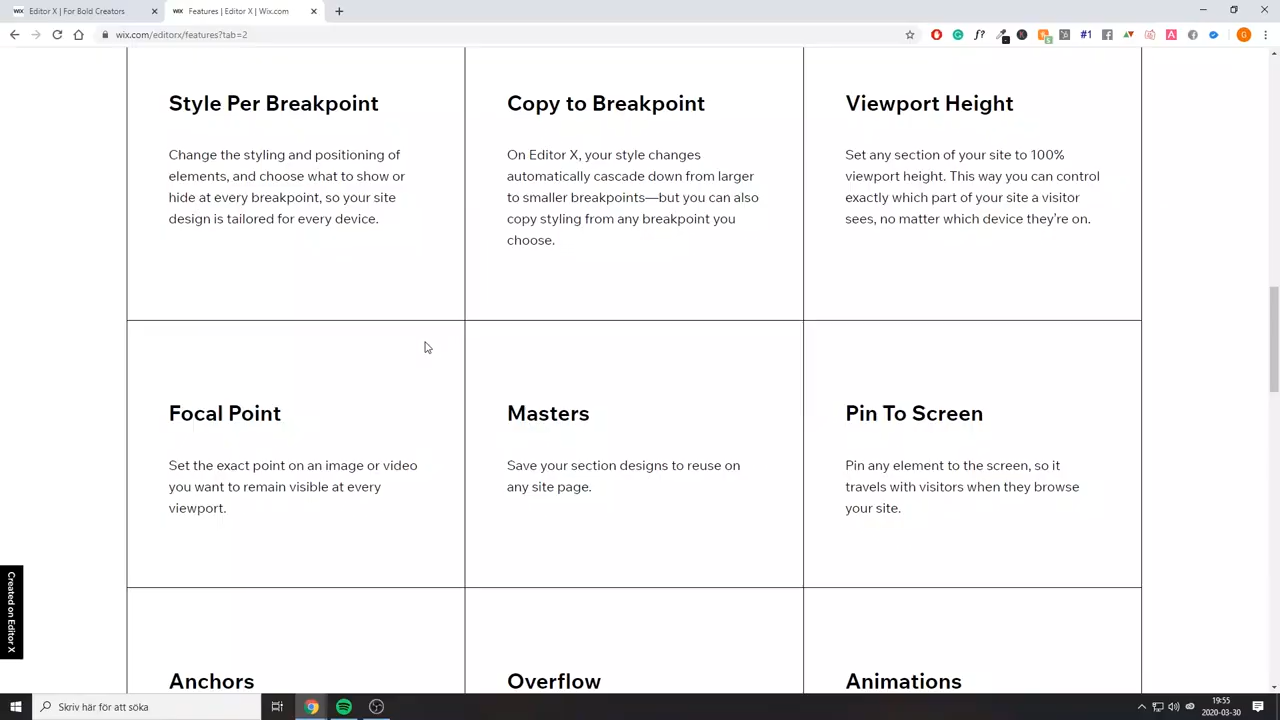 WIX Editor X | For Bold Creators
WIX Features | Editor X | Wix.com
wix.com/editorx/features?tab=2
f?
#1
A
G
Style Per Breakpoint
Change the styling and positioning of
elements, and choose what to show or
hide at every breakpoint, so your site
design is tailored for every device.
Copy to Breakpoint
On Editor X, your style changes
automatically cascade down from larger
to smaller breakpoints—but you can also
copy styling from any breakpoint you
choose.
Viewport Height
Set any section of your site to 100%
viewport height. This way you can control
exactly which part of your site a visitor
sees, no matter which device they're on.
Focal Point
Set the exact point on an image or video
you want to remain visible at every
viewport.
Masters
Save your section designs to reuse on
any site page.
Pin To Screen
Pin any element to the screen, so it
travels with visitors when they browse
your site.
Anchors
Overflow
Animations
Created on Editor X
Skriv här för att söka
19:55
2020-03-30